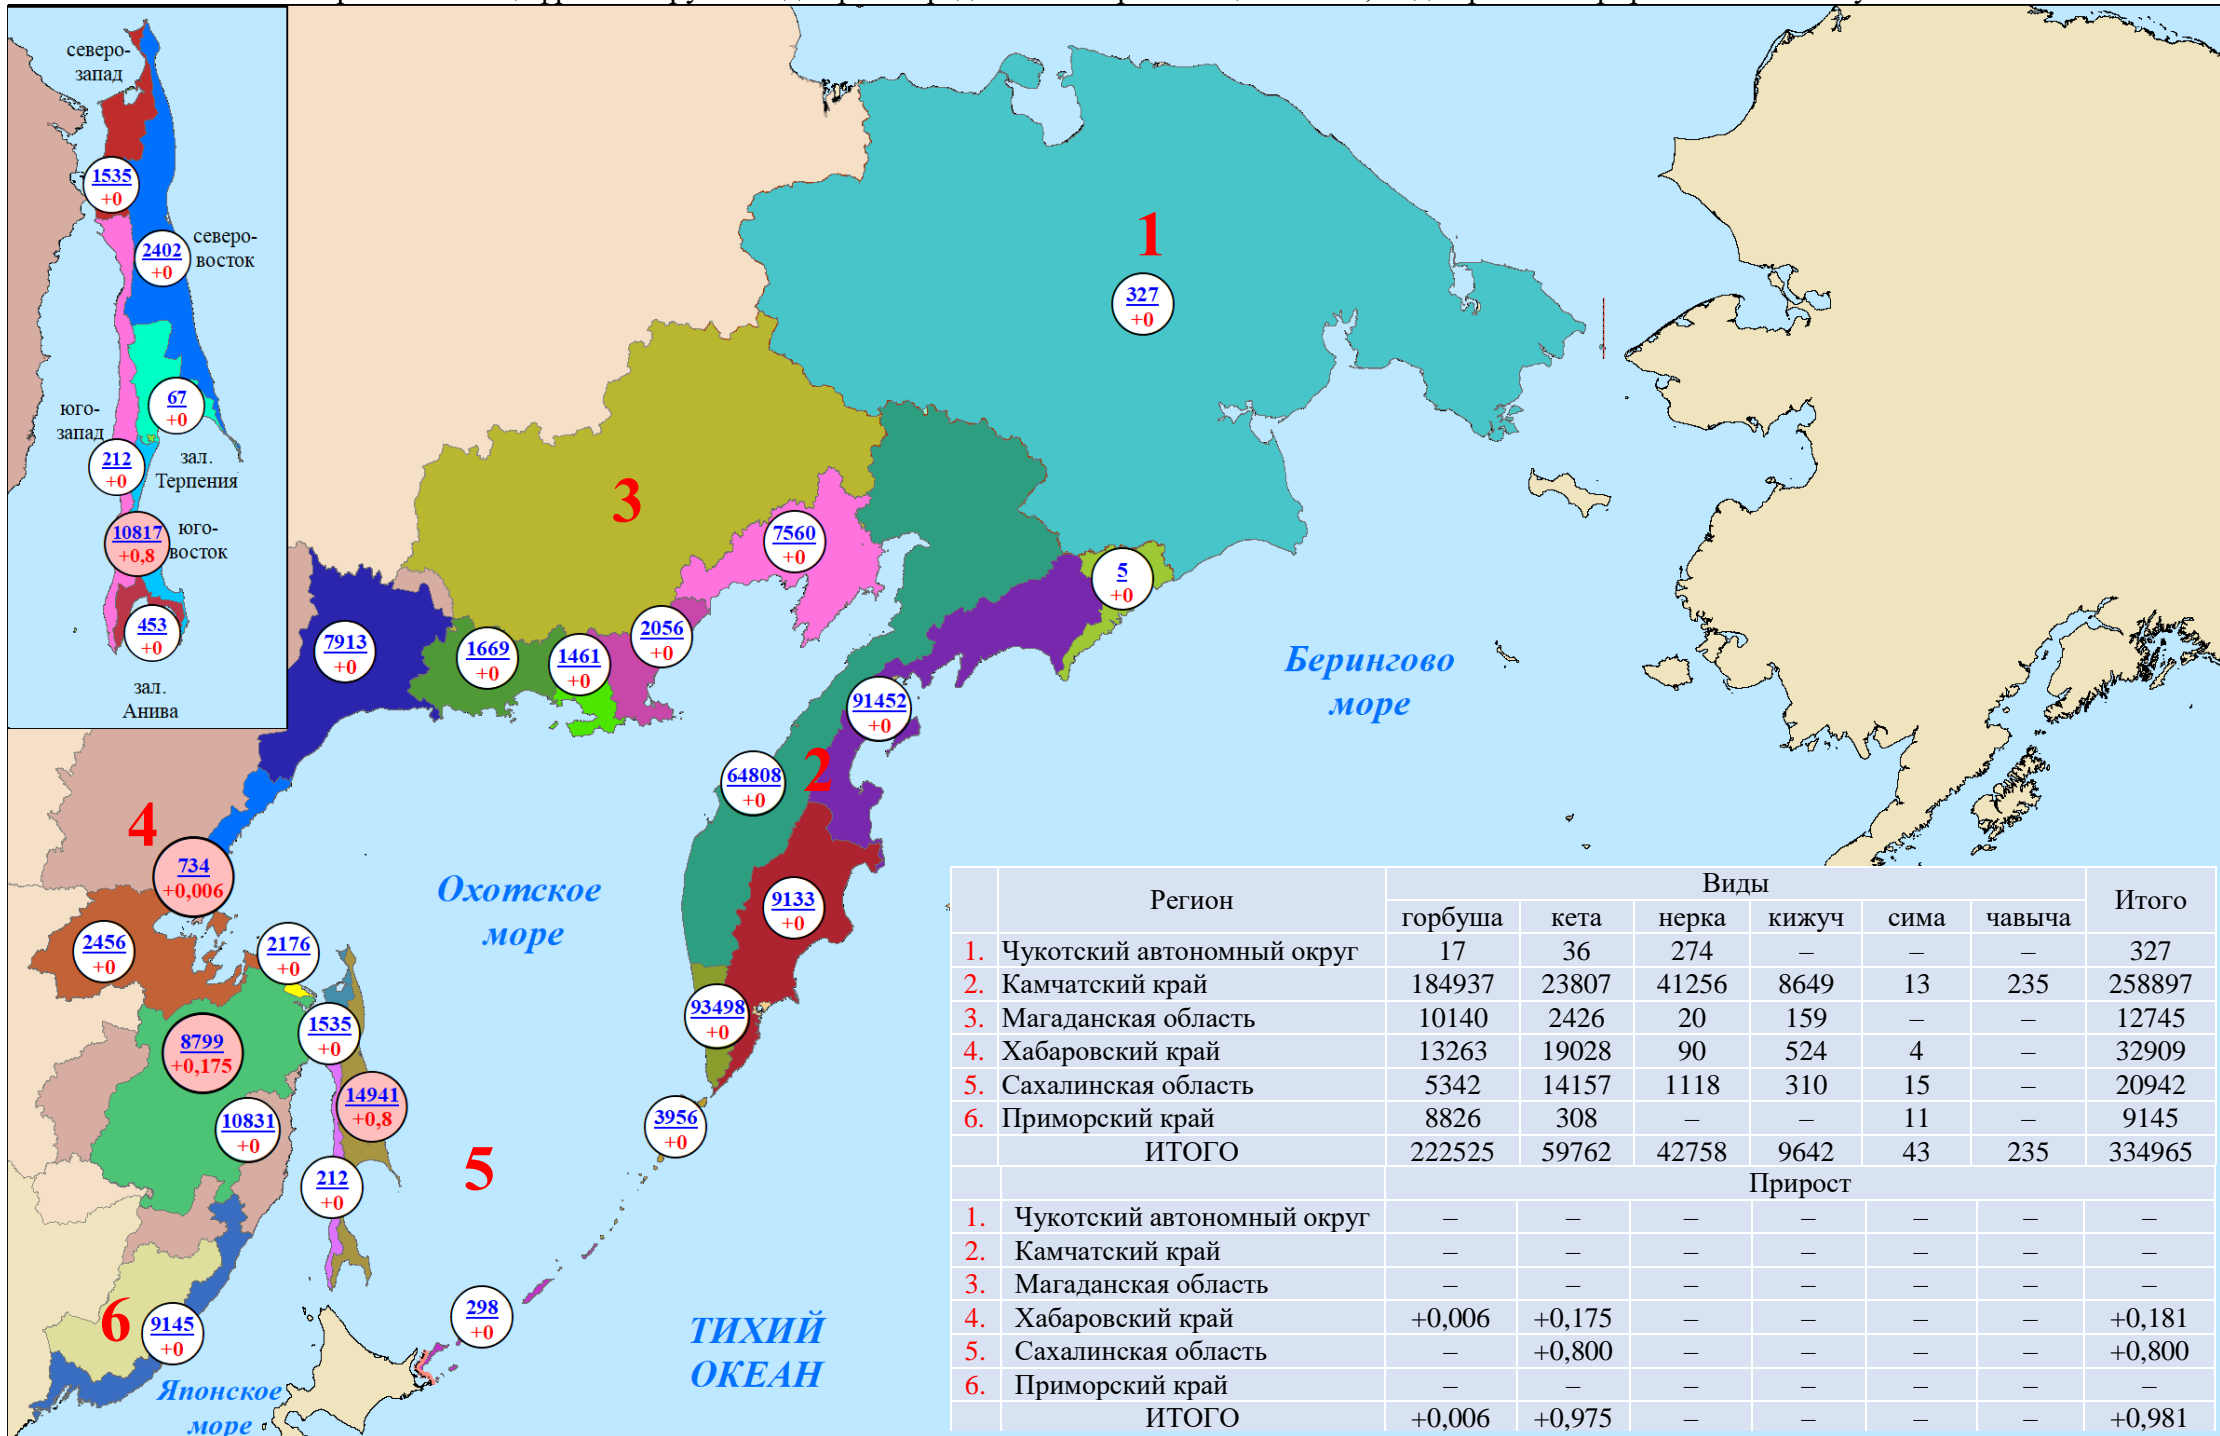 северо-
запад
1535
+0
северо-
восток
2402
+0
юго-
запад
67
+0
212
+0
зал.
Терпения
10817
+0,8
юго-
восток
453
+0
зал.
Анива
1
327
+0
3
7560
+0
5
+0
7913
+0
1669
+0
1461
+0
2056
+0
Берингово
море
91452
+0
2
64808
+0
4
734
+0,006
9133
+0
Охотское
море
2456
+0
2176
+0
93498
+0
1535
+0
8799
+0,175
14941
+0,8
10831
+0
3956
+0
5
212
+0
6
9145
+0
298
+0
ТИХИЙ
ОКЕАН
Японское
море
Регион Виды Итого
горбуша кета нерка кижуч сима чавыча
1. Чукотский автономный округ 17 36 274 – – – 327
2. Камчатский край 184937 23807 41256 8649 13 235 258897
3. Магаданская область 10140 2426 20 159 – – 12745
4. Хабаровский край 13263 19028 90 524 4 – 32909
5. Сахалинская область 5342 14157 1118 310 15 – 20942
6. Приморский край 8826 308 – – 11 – 9145
ИТОГО 222525 59762 42758 9642 43 235 334965
Прирост
1. Чукотский автономный округ – – – – – – –
2. Камчатский край – – – – – – –
3. Магаданская область – – – – – – –
4. Хабаровский край +0,006 +0,175 – – – – +0,181
5. Сахалинская область – +0,800 – – – – +0,800
6. Приморский край – – – – – – –
ИТОГО +0,006 +0,975 – – – – +0,981